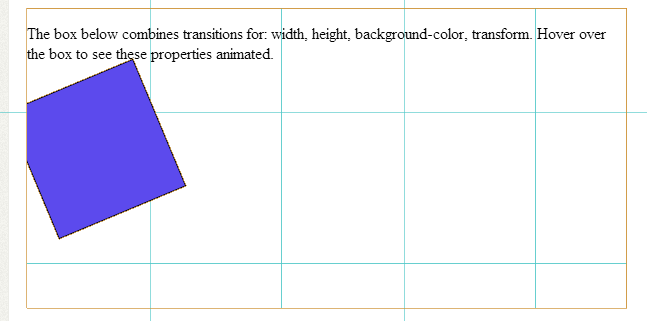 The box below combines transitions for: width, height, background-color, transform. Hover over
the box to see these properties animated.